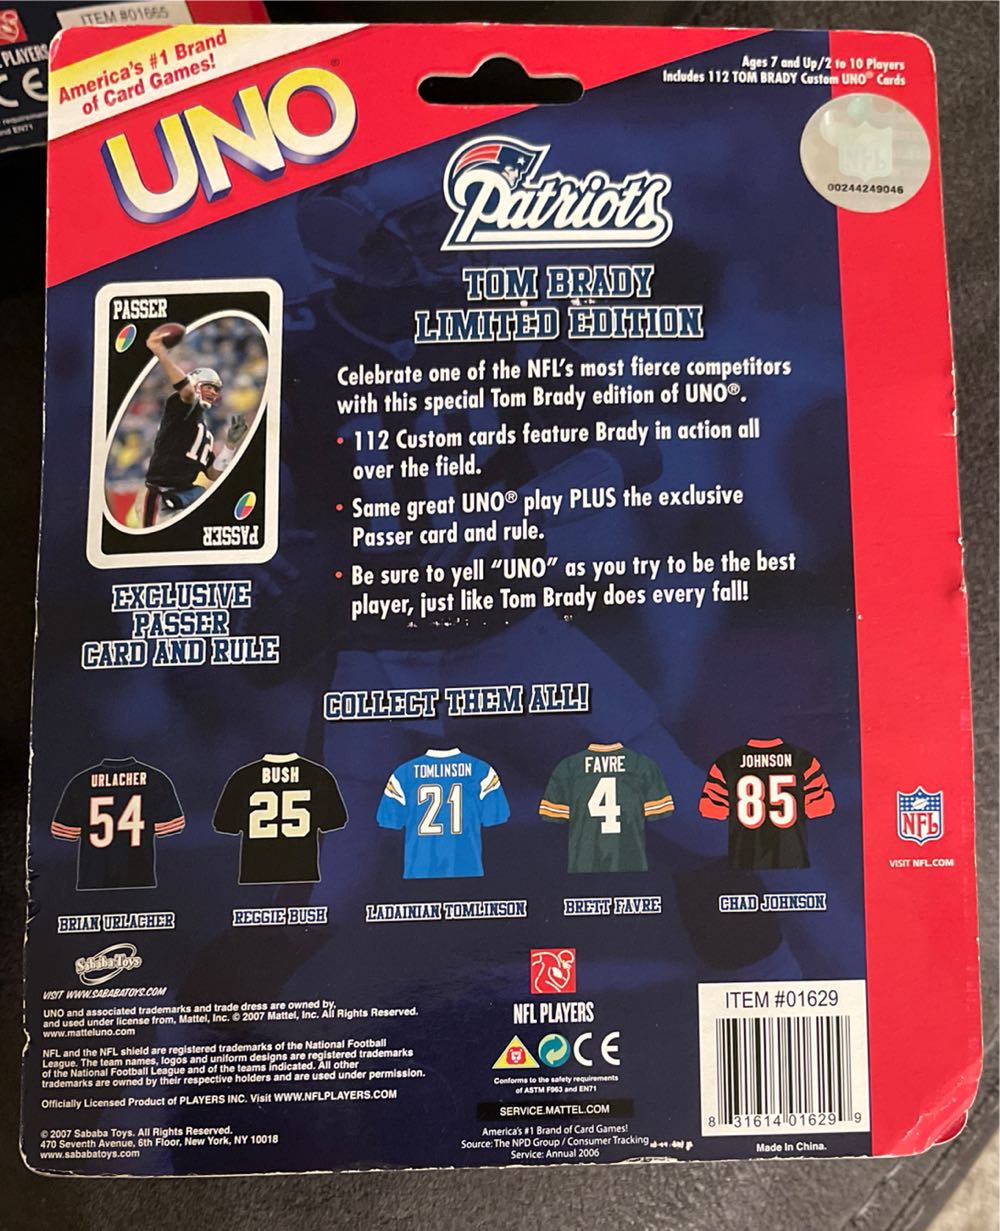 ITEM #01665
PLAYERS
CE
and EN71
America's #1 Brand
of Card Games!
UNO®
Ages 7 and Up/2 to 10 Players
Includes 112 TOM BRADY Custom UNO® Cards
NFL
00244249046
Patriots
TOM BRADY
LIMITED EDITION
PASSER
12
PASSER
EXCLUSIVE
PASSER
CARD AND RULE
Celebrate one of the NFL's most fierce competitors
with this special Tom Brady edition of UNO®.
• 112 Custom cards feature Brady in action all
over the field.
• Same great UNO® play PLUS the exclusive
Passer card and rule.
• Be sure to yell "UNO" as you try to be the best
player, just like Tom Brady does every fall!
COLLECT THEM ALL!
URLACHER
54
BUSH
25
TOMLINSON
21
FAVRE
4
JOHNSON
85
BRIAN URLACHER
REGGIE BUSH
LADAINIAN TOMLINSON
BRETT FAVRE
CHAD JOHNSON
NFL
VISIT NFL.COM
Sababa Toys
VISIT WWW.SABABATOYS.COM
UNO and associated trademarks and trade dress are owned by,
and used under license from, Mattel, Inc. © 2007 Mattel, Inc. All Rights Reserved.
www.matteluno.com
NFL and the NFL shield are registered trademarks of the National Football
League. The team names, logos and uniform designs are registered trademarks
of the National Football League and of the teams indicated. All other
trademarks are owned by their respective holders and are used under permission.
Officially Licensed Product of PLAYERS INC. Visit WWW.NFLPLAYERS.COM
© 2007 Sababa Toys. All Rights Reserved.
470 Seventh Avenue, 6th Floor, New York, NY 10018
www.sababatoys.com
NFL PLAYERS
CE
Conforms to the safety requirements
of ASTM F963 and EN71
SERVICE.MATTEL.COM
America's #1 Brand of Card Games!
Source: The NPD Group / Consumer Tracking
Service: Annual 2006
ITEM #01629
8 31614 01629 9
Made in China.